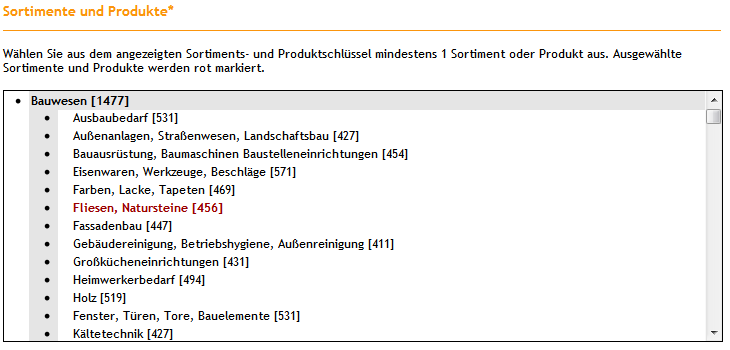 Sortimente und Produkte*
Wählen Sie aus dem angezeigten Sortiments- und Produktschlüssel mindestens 1 Sortiment oder Produkt aus. Ausgewählte
Sortimente und Produkte werden rot markiert.
Bauwesen [1477]
Ausbaubedarf [531]
Außenanlagen, Straßenwesen, Landschaftsbau [427]
Bauausrüstung, Baumaschinen Baustelleneinrichtungen [454]
Eisenwaren, Werkzeuge, Beschläge [571]
Farben, Lacke, Tapeten [469]
Fliesen, Natursteine [456]
Fassadenbau [447]
Gebäudereinigung, Betriebshygiene, Außenreinigung [411]
Großkücheneinrichtungen [431]
Heimwerkerbedarf [494]
Holz [519]
Fenster, Türen, Tore, Bauelemente [531]
Kältetechnik [427]